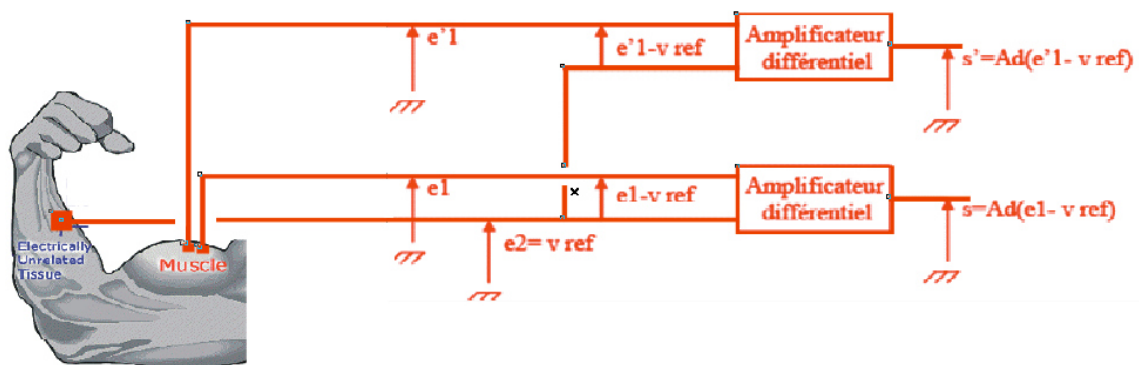 e'1
e'1-v ref
Amplificateur
différentiel
s'=Ad(e'1- v ref)
e1
e1-v ref
Amplificateur
différentiel
s=Ad(e1- v ref)
e2= v ref
Electrically
Unrelated
Tissue
Muscle